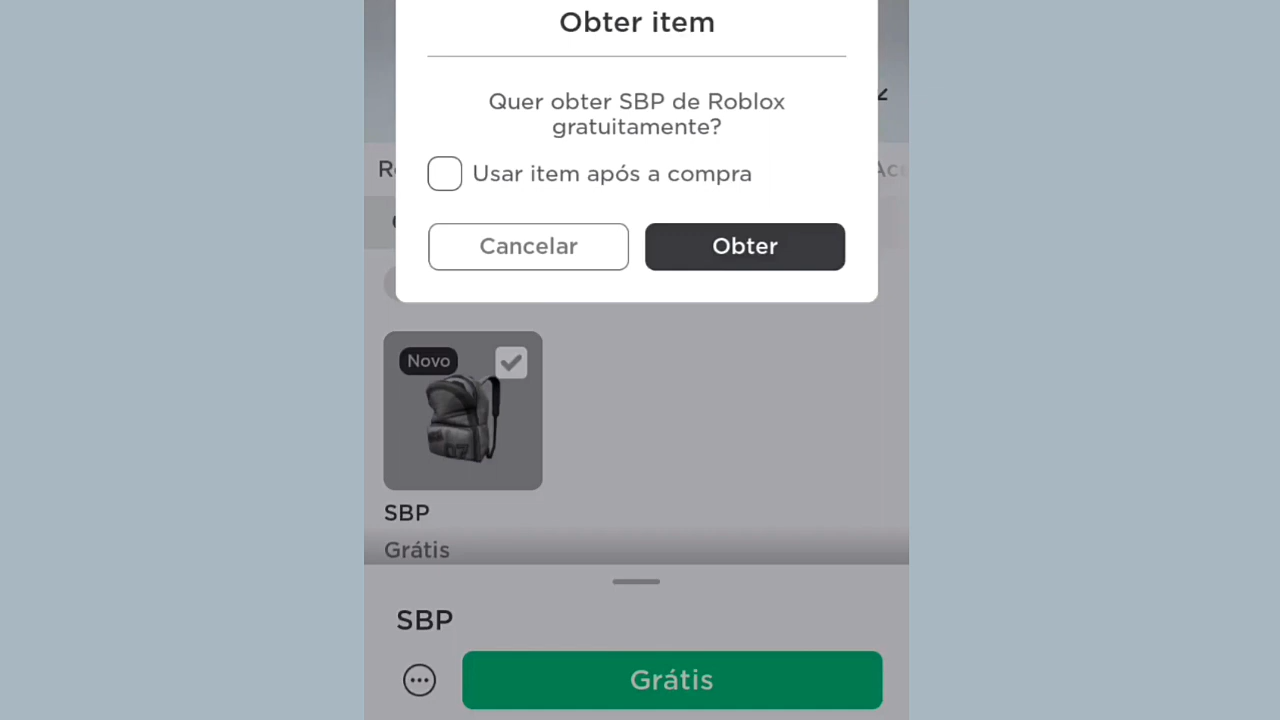 Obter item
Quer obter SBP de Roblox
gratuitamente?
Usar item após a compra
Cancelar
Obter
Novo
SBP
Grátis
SBP
Grátis